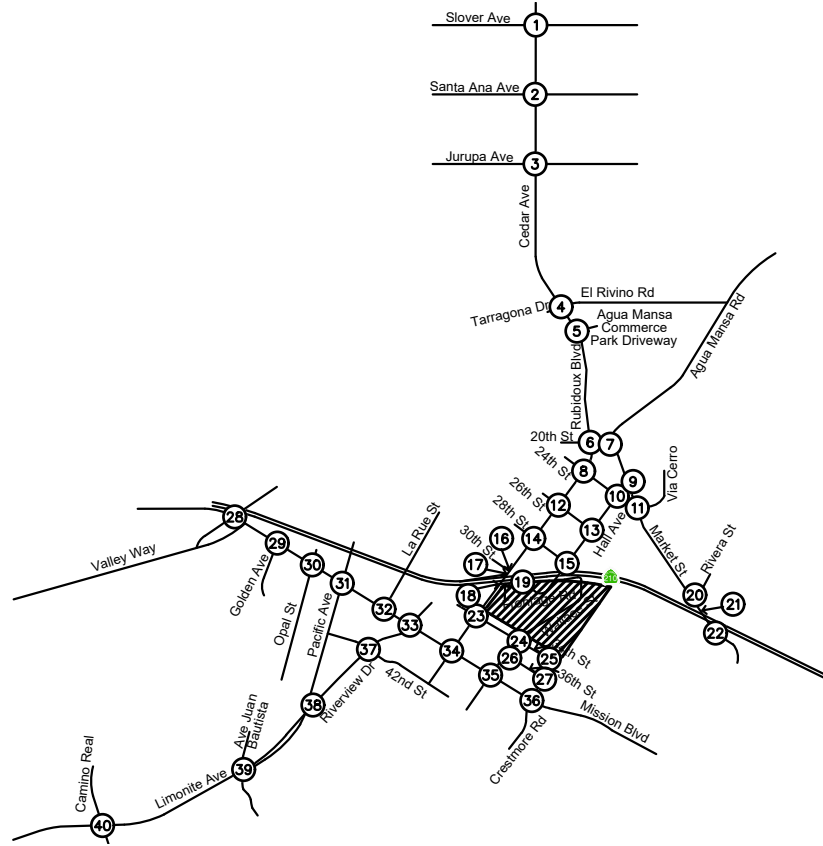 Slover Ave
1
Santa Ana Ave
2
Jurupa Ave
3
Cedar Ave
El Rivino Rd
4
Tarragona Dr
5
Agua Mansa
Commerce
Park Driveway
Agua Mansa Rd
Rubidoux Blvd
20th St
6
7
24th St
8
9
Via Cerro
10
11
26th St
12
Hall Ave
13
28th St
14
Market St
30th St
15
16
17
Rivera St
18
19
210
20
21
22
La Rue St
28
Valley Way
29
Golden Ave
30
Opal St
31
Pacific Ave
32
33
Frontage Rd
23
24
25
26
36th St
27
34
35
36
37
42nd St
Riverview Dr
38
Mission Blvd
Crestmore Rd
Ave Juan
Bautista
39
Limonite Ave
Camino Real
40